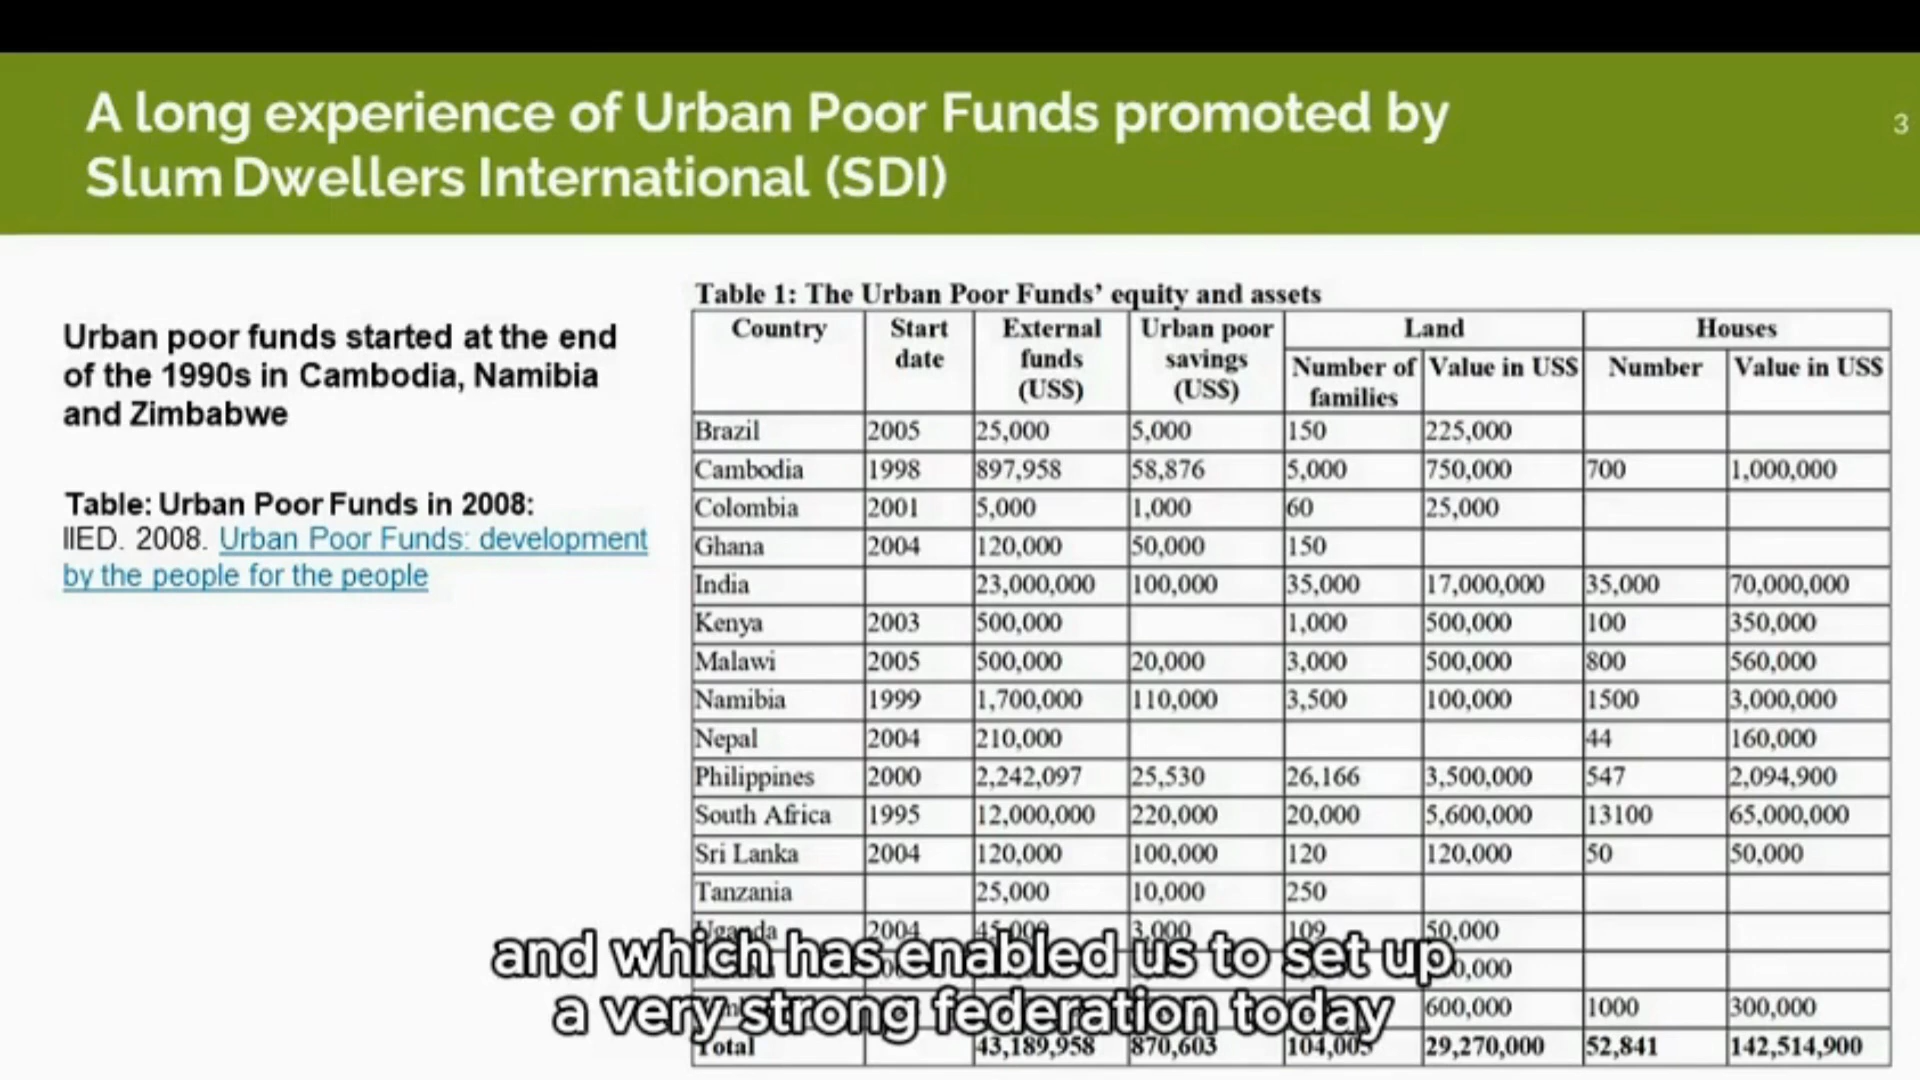 A long experience of Urban Poor Funds promoted by
Slum Dwellers International (SDI)
3
Urban poor funds started at the end
of the 1990s in Cambodia, Namibia
and Zimbabwe
Table: Urban Poor Funds in 2008:
IIED. 2008. Urban Poor Funds: development
by the people for the people
Table 1: The Urban Poor Funds' equity and assets
Country Start date External funds (US$) Urban poor savings (US$) Land Houses
Number of families Value in US$ Number Value in US$
Brazil 2005 25,000 5,000 150 225,000
Cambodia 1998 897,958 58,876 5,000 750,000 700 1,000,000
Colombia 2001 5,000 1,000 60 25,000
Ghana 2004 120,000 50,000 150
India 23,000,000 100,000 35,000 17,000,000 35,000 70,000,000
Kenya 2003 500,000 1,000 500,000 100 350,000
Malawi 2005 500,000 20,000 3,000 500,000 800 560,000
Namibia 1999 1,700,000 110,000 3,500 100,000 1500 3,000,000
Nepal 2004 210,000 44 160,000
Philippines 2000 2,242,097 25,530 26,166 3,500,000 547 2,094,900
South Africa 1995 12,000,000 220,000 20,000 5,600,000 13100 65,000,000
Sri Lanka 2004 120,000 100,000 120 120,000 50 50,000
Tanzania 25,000 10,000 250
Uganda 2004 45,000 3,000 109 50,000
600,000 1000 300,000
Total 43,189,958 870,603 104,005 29,270,000 52,841 142,514,900
and which has enabled us to set up
a very strong federation today